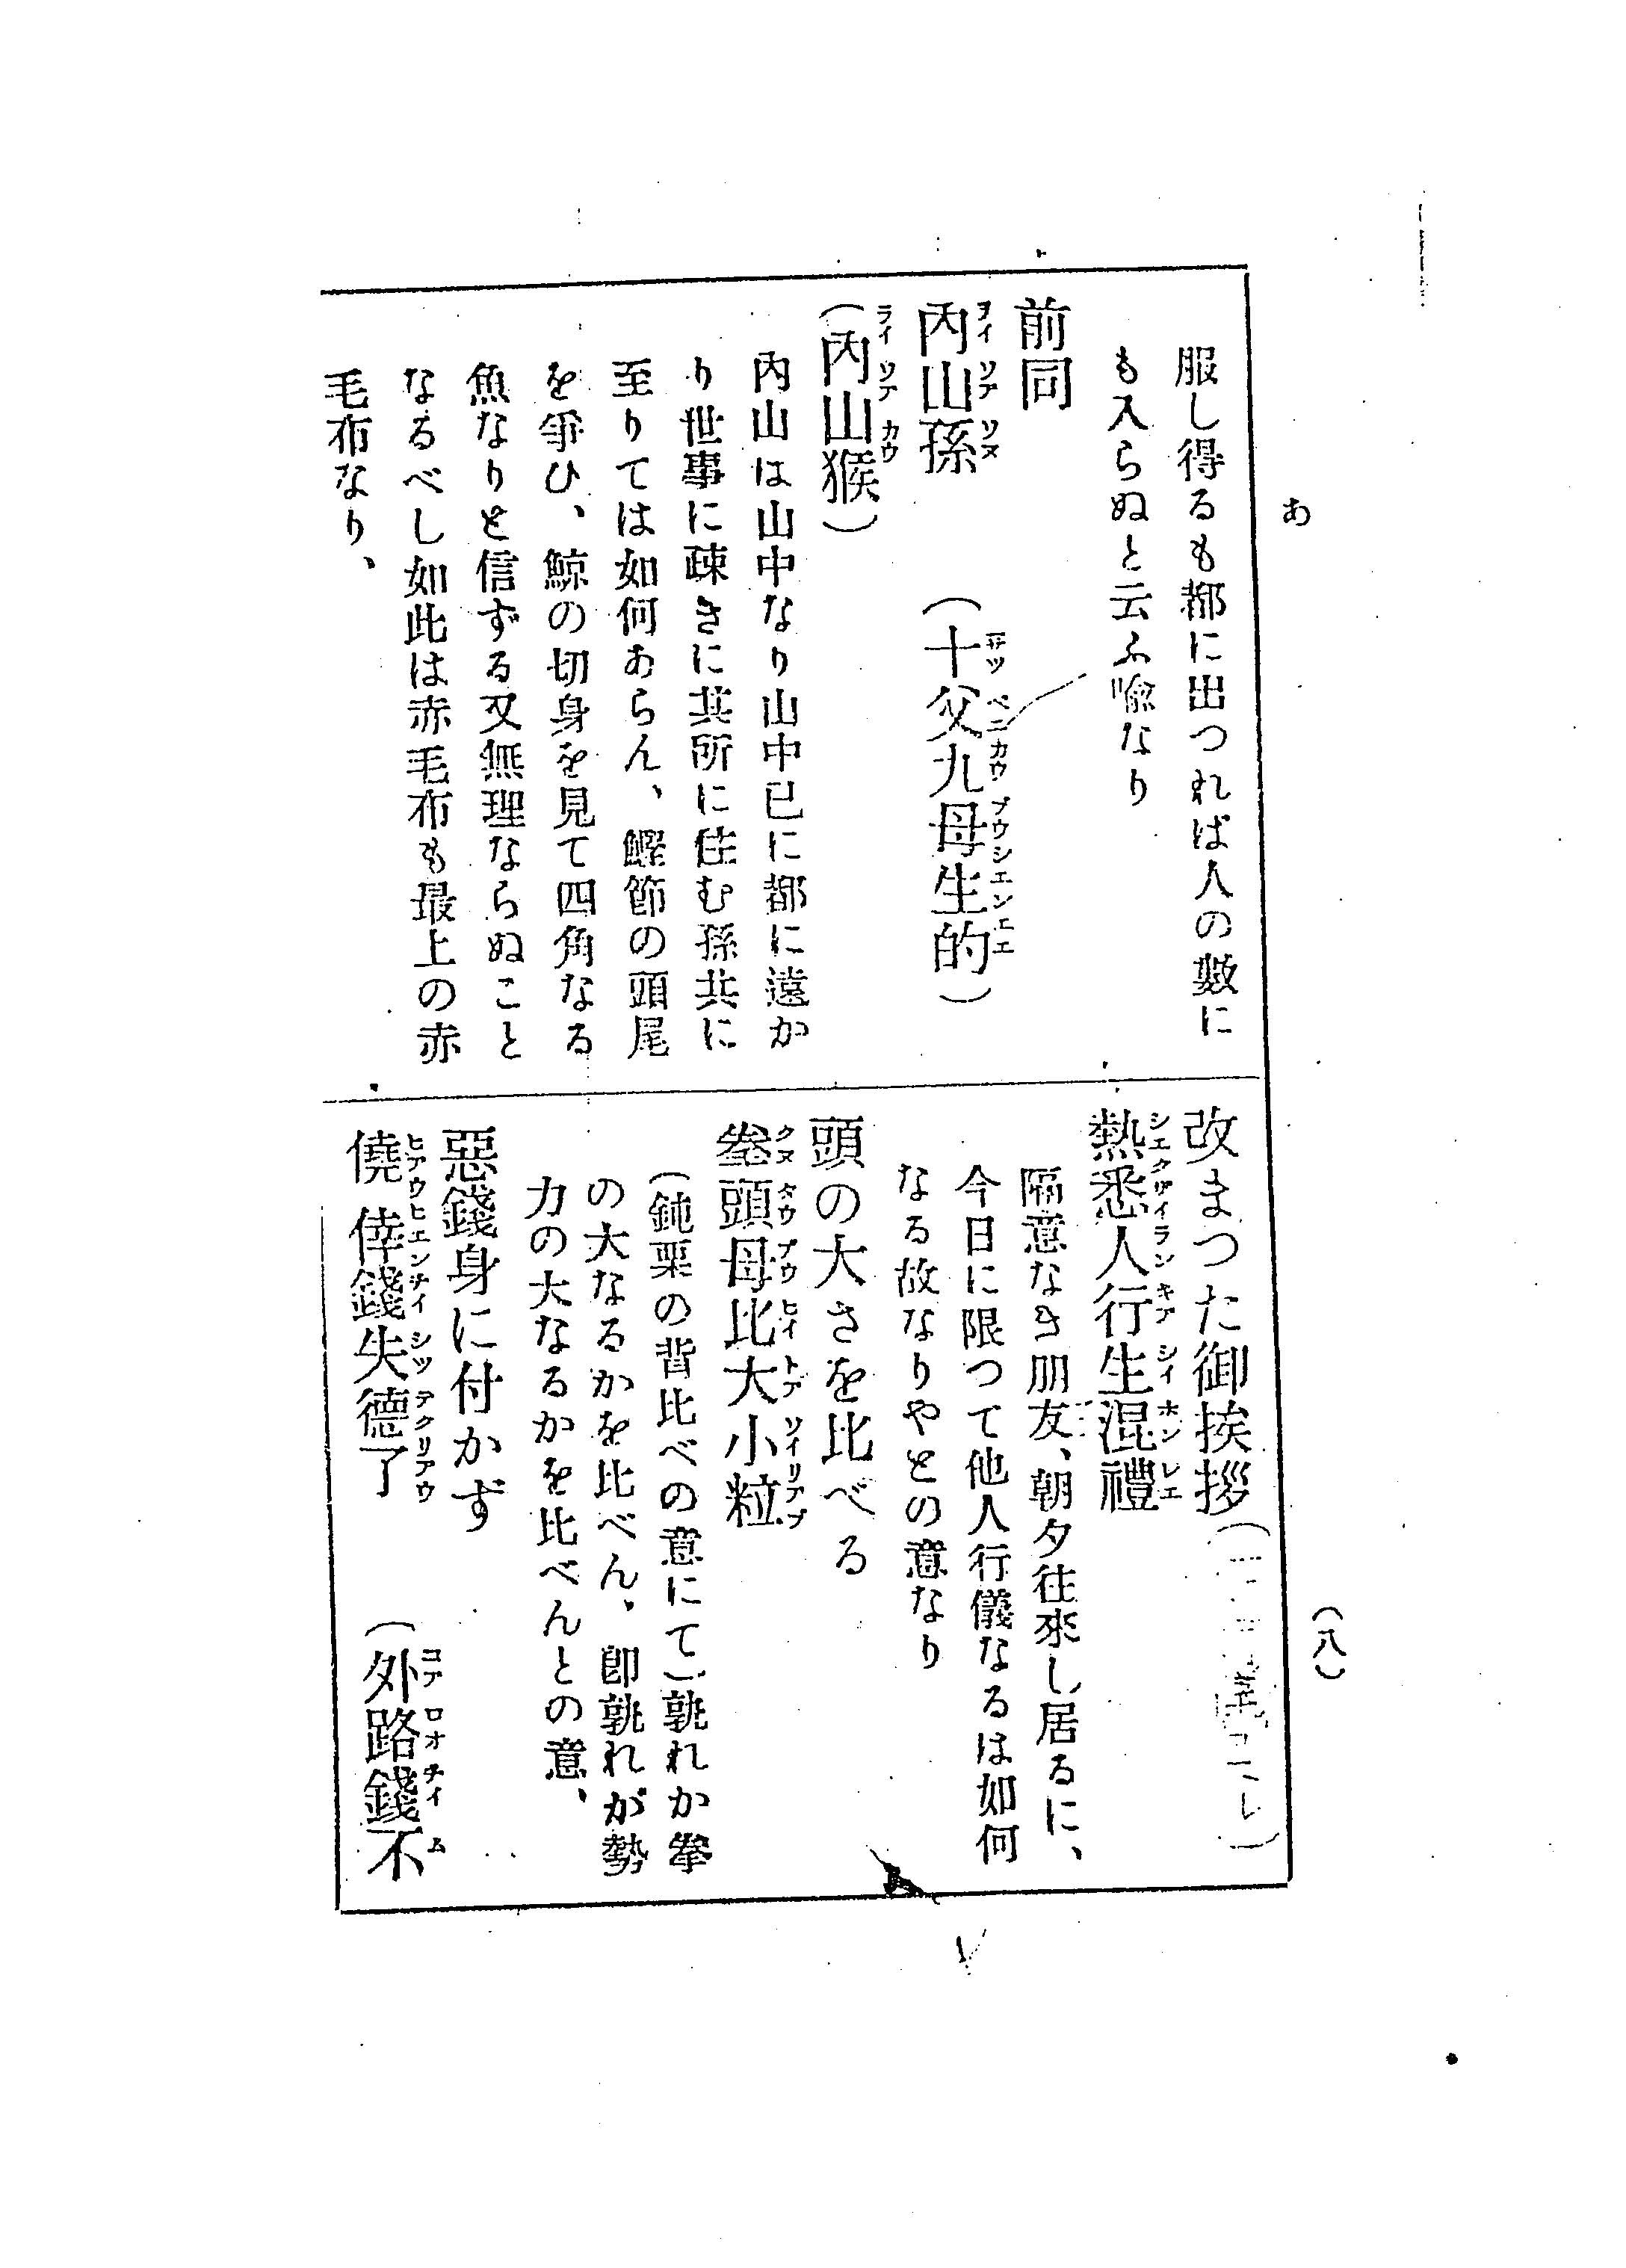 あ
(八)
服し得るも都に出つれば人の數に
も入らぬと云ふ喩なり
前同
內山孫 (十父九母生的)
(內山猴)
內山は山中なり山中已に都に遠か
り世事に疎きに其所に住む孫共に
至りては如何あらん、鰹節の頭尾
を爭ひ、鯨の切身を見て四角なる
魚なりと信ずる又無理ならぬこと
なるべし如此は赤毛布も最上の赤
毛布なり、
改まつた御挨拶
熱悉人行生混禮
隔意なき朋友、朝夕往來し居るに、
今日に限つて他人行儀なるは如何
なる故なりやとの意なり
頭の大さを比べる
拳頭母比大小粒
(鈍栗の背比べの意にて)孰れか拳
の大なるかを比べん、卽孰れが勢
力の大なるかを比べんとの意、
惡錢身に付かず
僥倖錢失德了 (外路錢不